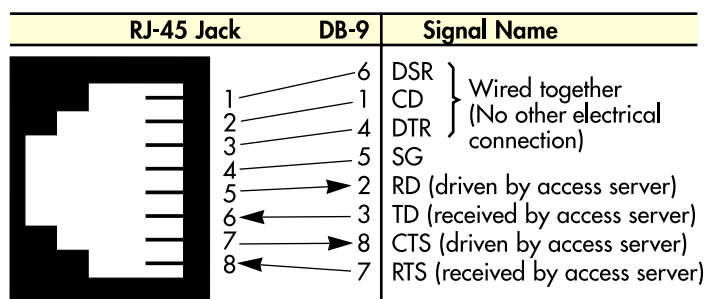 RJ-45 Jack DB-9 Signal Name
6 DSR
1 1 CD
2 4 DTR
3 5 SG
4 2 RD (driven by access server)
5 3 TD (received by access server)
6 8 CTS (driven by access server)
7 7 RTS (received by access server)
8
Wired together
(No other electrical
connection)